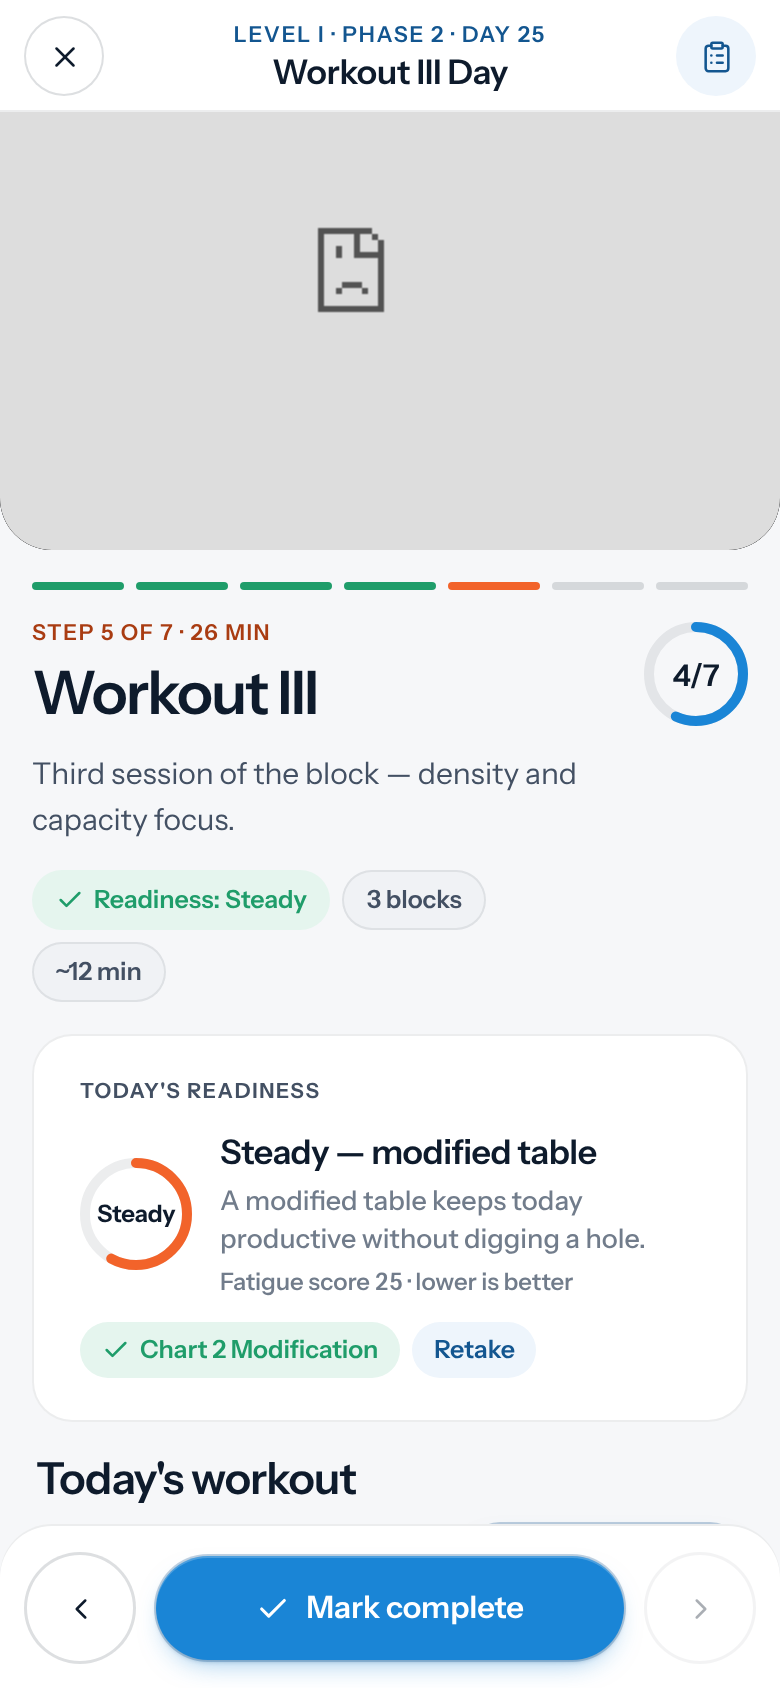 LEVEL I · PHASE 2 · DAY 25
Workout III Day
STEP 5 OF 7 · 26 MIN
Workout III
4/7
Third session of the block — density and
capacity focus.
Readiness: Steady
3 blocks
~12 min
TODAY'S READINESS
Steady
Steady — modified table
A modified table keeps today
productive without digging a hole.
Fatigue score 25 · lower is better
Chart 2 Modification
Retake
Today's workout
Mark complete